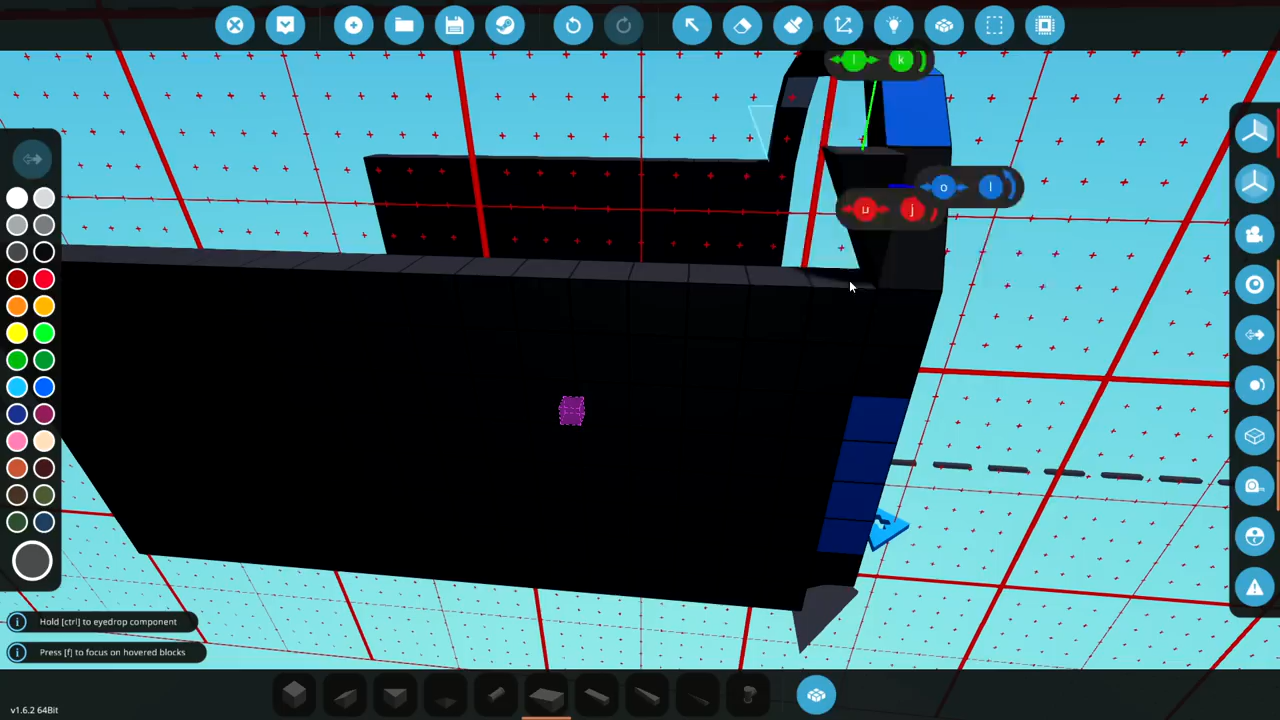 l k
o l
u j
Hold [ctrl] to eyedrop component
Press [f] to focus on hovered blocks
v1.6.2 64Bit